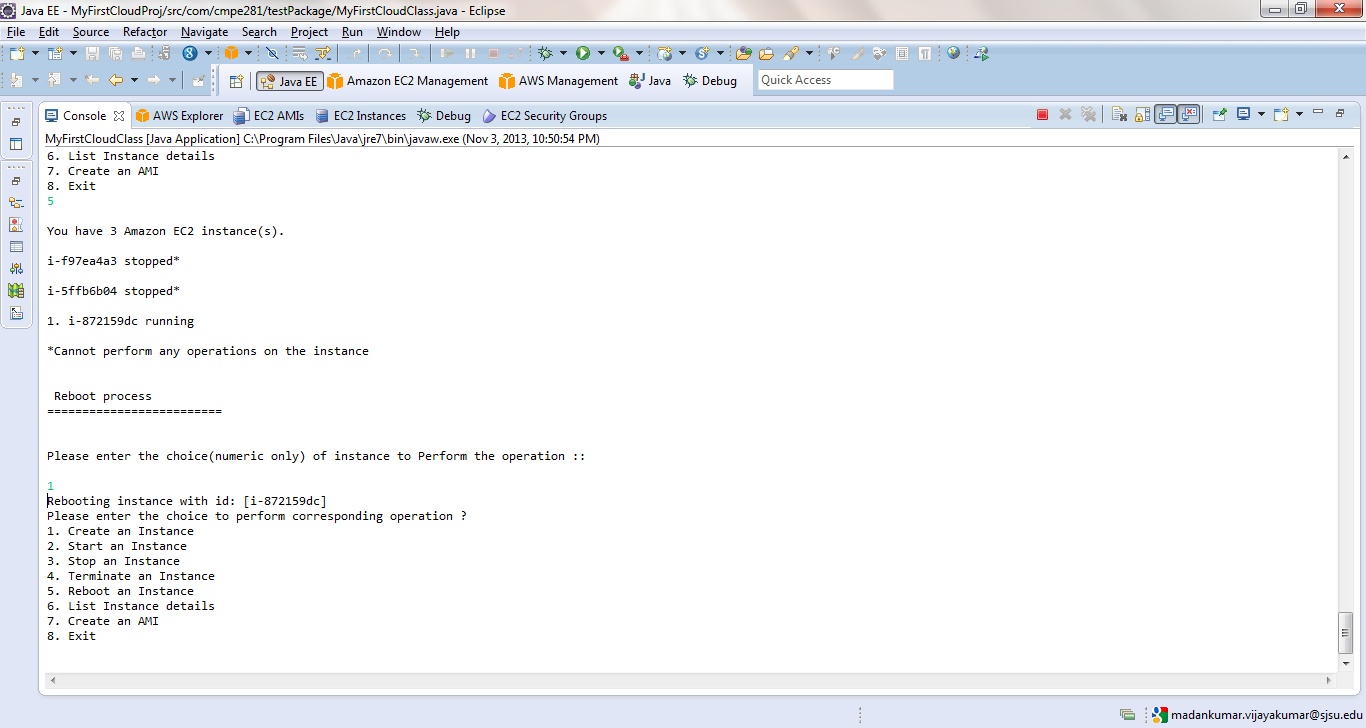 Java EE - MyFirstCloudProj/src/com/cmpe281/testPackage/MyFirstCloudClass.java - Eclipse
File Edit Source Refactor Navigate Search Project Run Window Help
Java EE Amazon EC2 Management AWS Management Java Debug Quick Access
Console AWS Explorer EC2 AMIs EC2 Instances Debug EC2 Security Groups
MyFirstCloudClass [Java Application] C:\Program Files\Java\jre7\bin\javaw.exe (Nov 3, 2013, 10:50:54 PM)
6. List Instance details
7. Create an AMI
8. Exit
5
You have 3 Amazon EC2 instance(s).
i-f97ea4a3 stopped*
i-5ffb6b04 stopped*
1. i-872159dc running
*Cannot perform any operations on the instance
Reboot process
=========================
Please enter the choice(numeric only) of instance to Perform the operation ::
1
Rebooting instance with id: [i-872159dc]
Please enter the choice to perform corresponding operation ?
1. Create an Instance
2. Start an Instance
3. Stop an Instance
4. Terminate an Instance
5. Reboot an Instance
6. List Instance details
7. Create an AMI
8. Exit
madankumar.vijayakumar@sjsu.edu